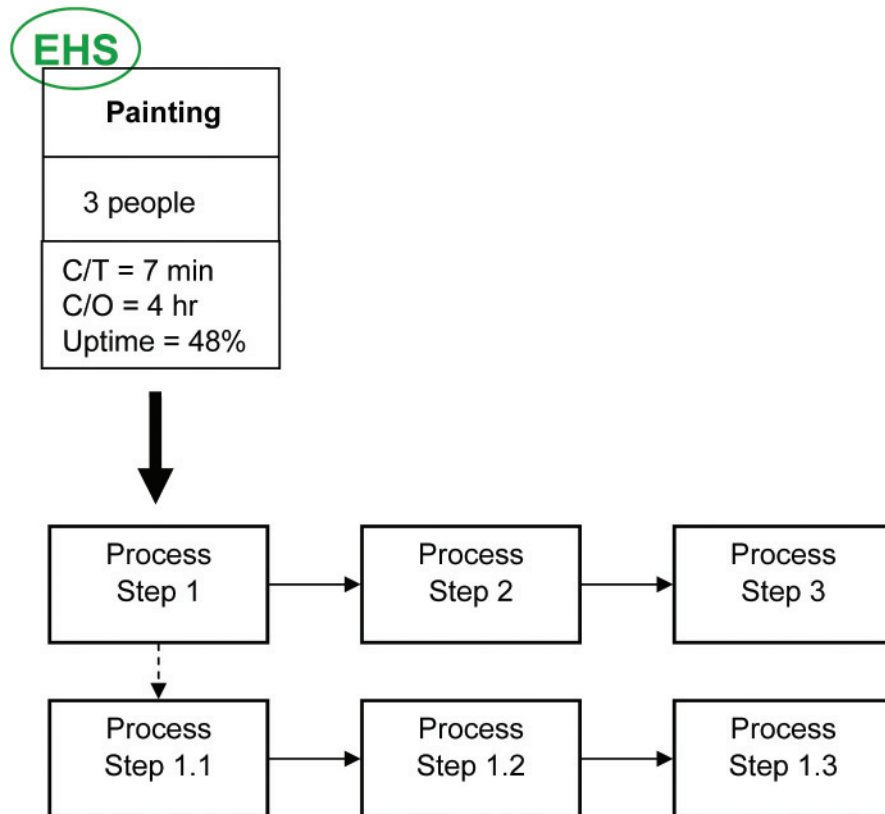 EHS
Painting
3 people
C/T = 7 min
C/O = 4 hr
Uptime = 48%
Process
Step 1
Process
Step 2
Process
Step 3
Process
Step 1.1
Process
Step 1.2
Process
Step 1.3